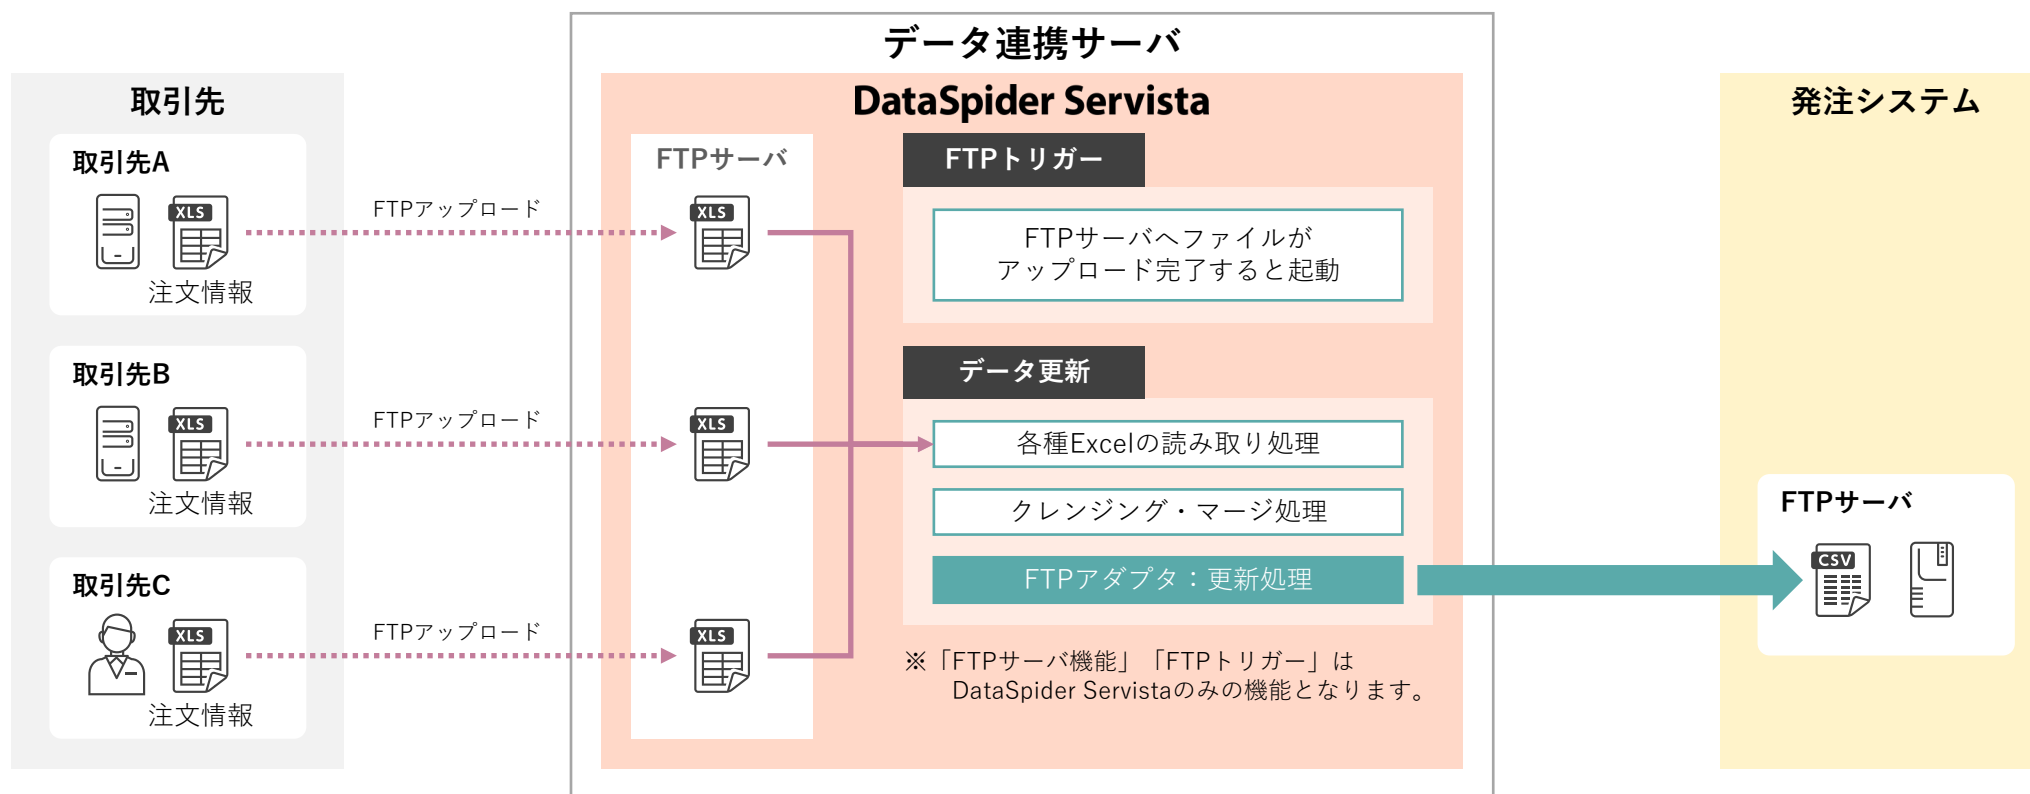 データ連携サーバ
取引先
DataSpider Servista
発注システム
取引先A
XLS
注文情報
FTPアップロード
取引先B
XLS
注文情報
FTPアップロード
取引先C
XLS
注文情報
FTPアップロード
FTPサーバ
XLS
XLS
XLS
FTPトリガー
FTPサーバへファイルが
アップロード完了すると起動
データ更新
各種Excelの読み取り処理
クレンジング・マージ処理
FTPアダプタ：更新処理
※「FTPサーバ機能」「FTPトリガー」は
DataSpider Servistaのみの機能となります。
FTPサーバ
CSV